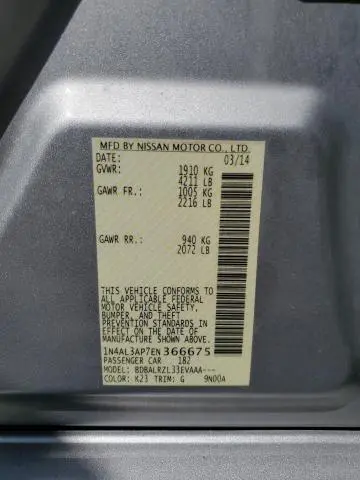 MFD BY NISSAN MOTOR CO., LTD.
DATE: 03/14
GVWR: 1910 KG
4211 LB
GAWR FR: 1005 KG
2216 LB
GAWR RR: 940 KG
2072 LB
THIS VEHICLE CONFORMS TO
ALL APPLICABLE FEDERAL
MOTOR VEHICLE SAFETY,
BUMPER, AND THEFT
PREVENTION STANDARDS IN
EFFECT ON THE DATE OF
MANUFACTURE SHOWN ABOVE.
1N4AL3AP7EN366675
PASSENGER CAR 182
MODEL: BDBALRZL33EVAAA---
COLOR: K23 TRIM: G 9N00A